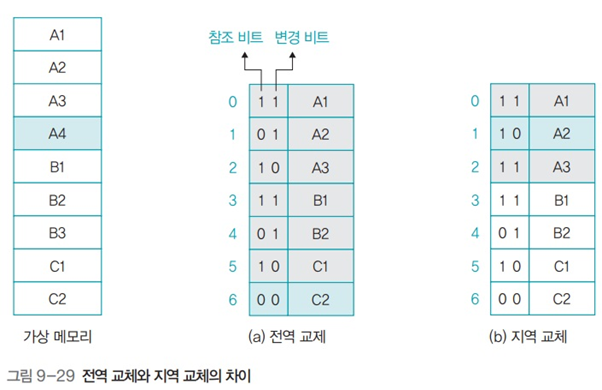 A1
A2
A3
A4
B1
B2
B3
C1
C2
가상 메모리
참조 비트 변경 비트
0 1 1 A1
1 0 1 A2
2 1 0 A3
3 1 1 B1
4 0 1 B2
5 1 0 C1
6 0 0 C2
(a) 전역 교체
0 1 1 A1
1 1 0 A2
2 1 1 A3
3 1 1 B1
4 0 1 B2
5 1 0 C1
6 0 0 C2
(b) 지역 교체
그림 9-29 전역 교체와 지역 교체의 차이